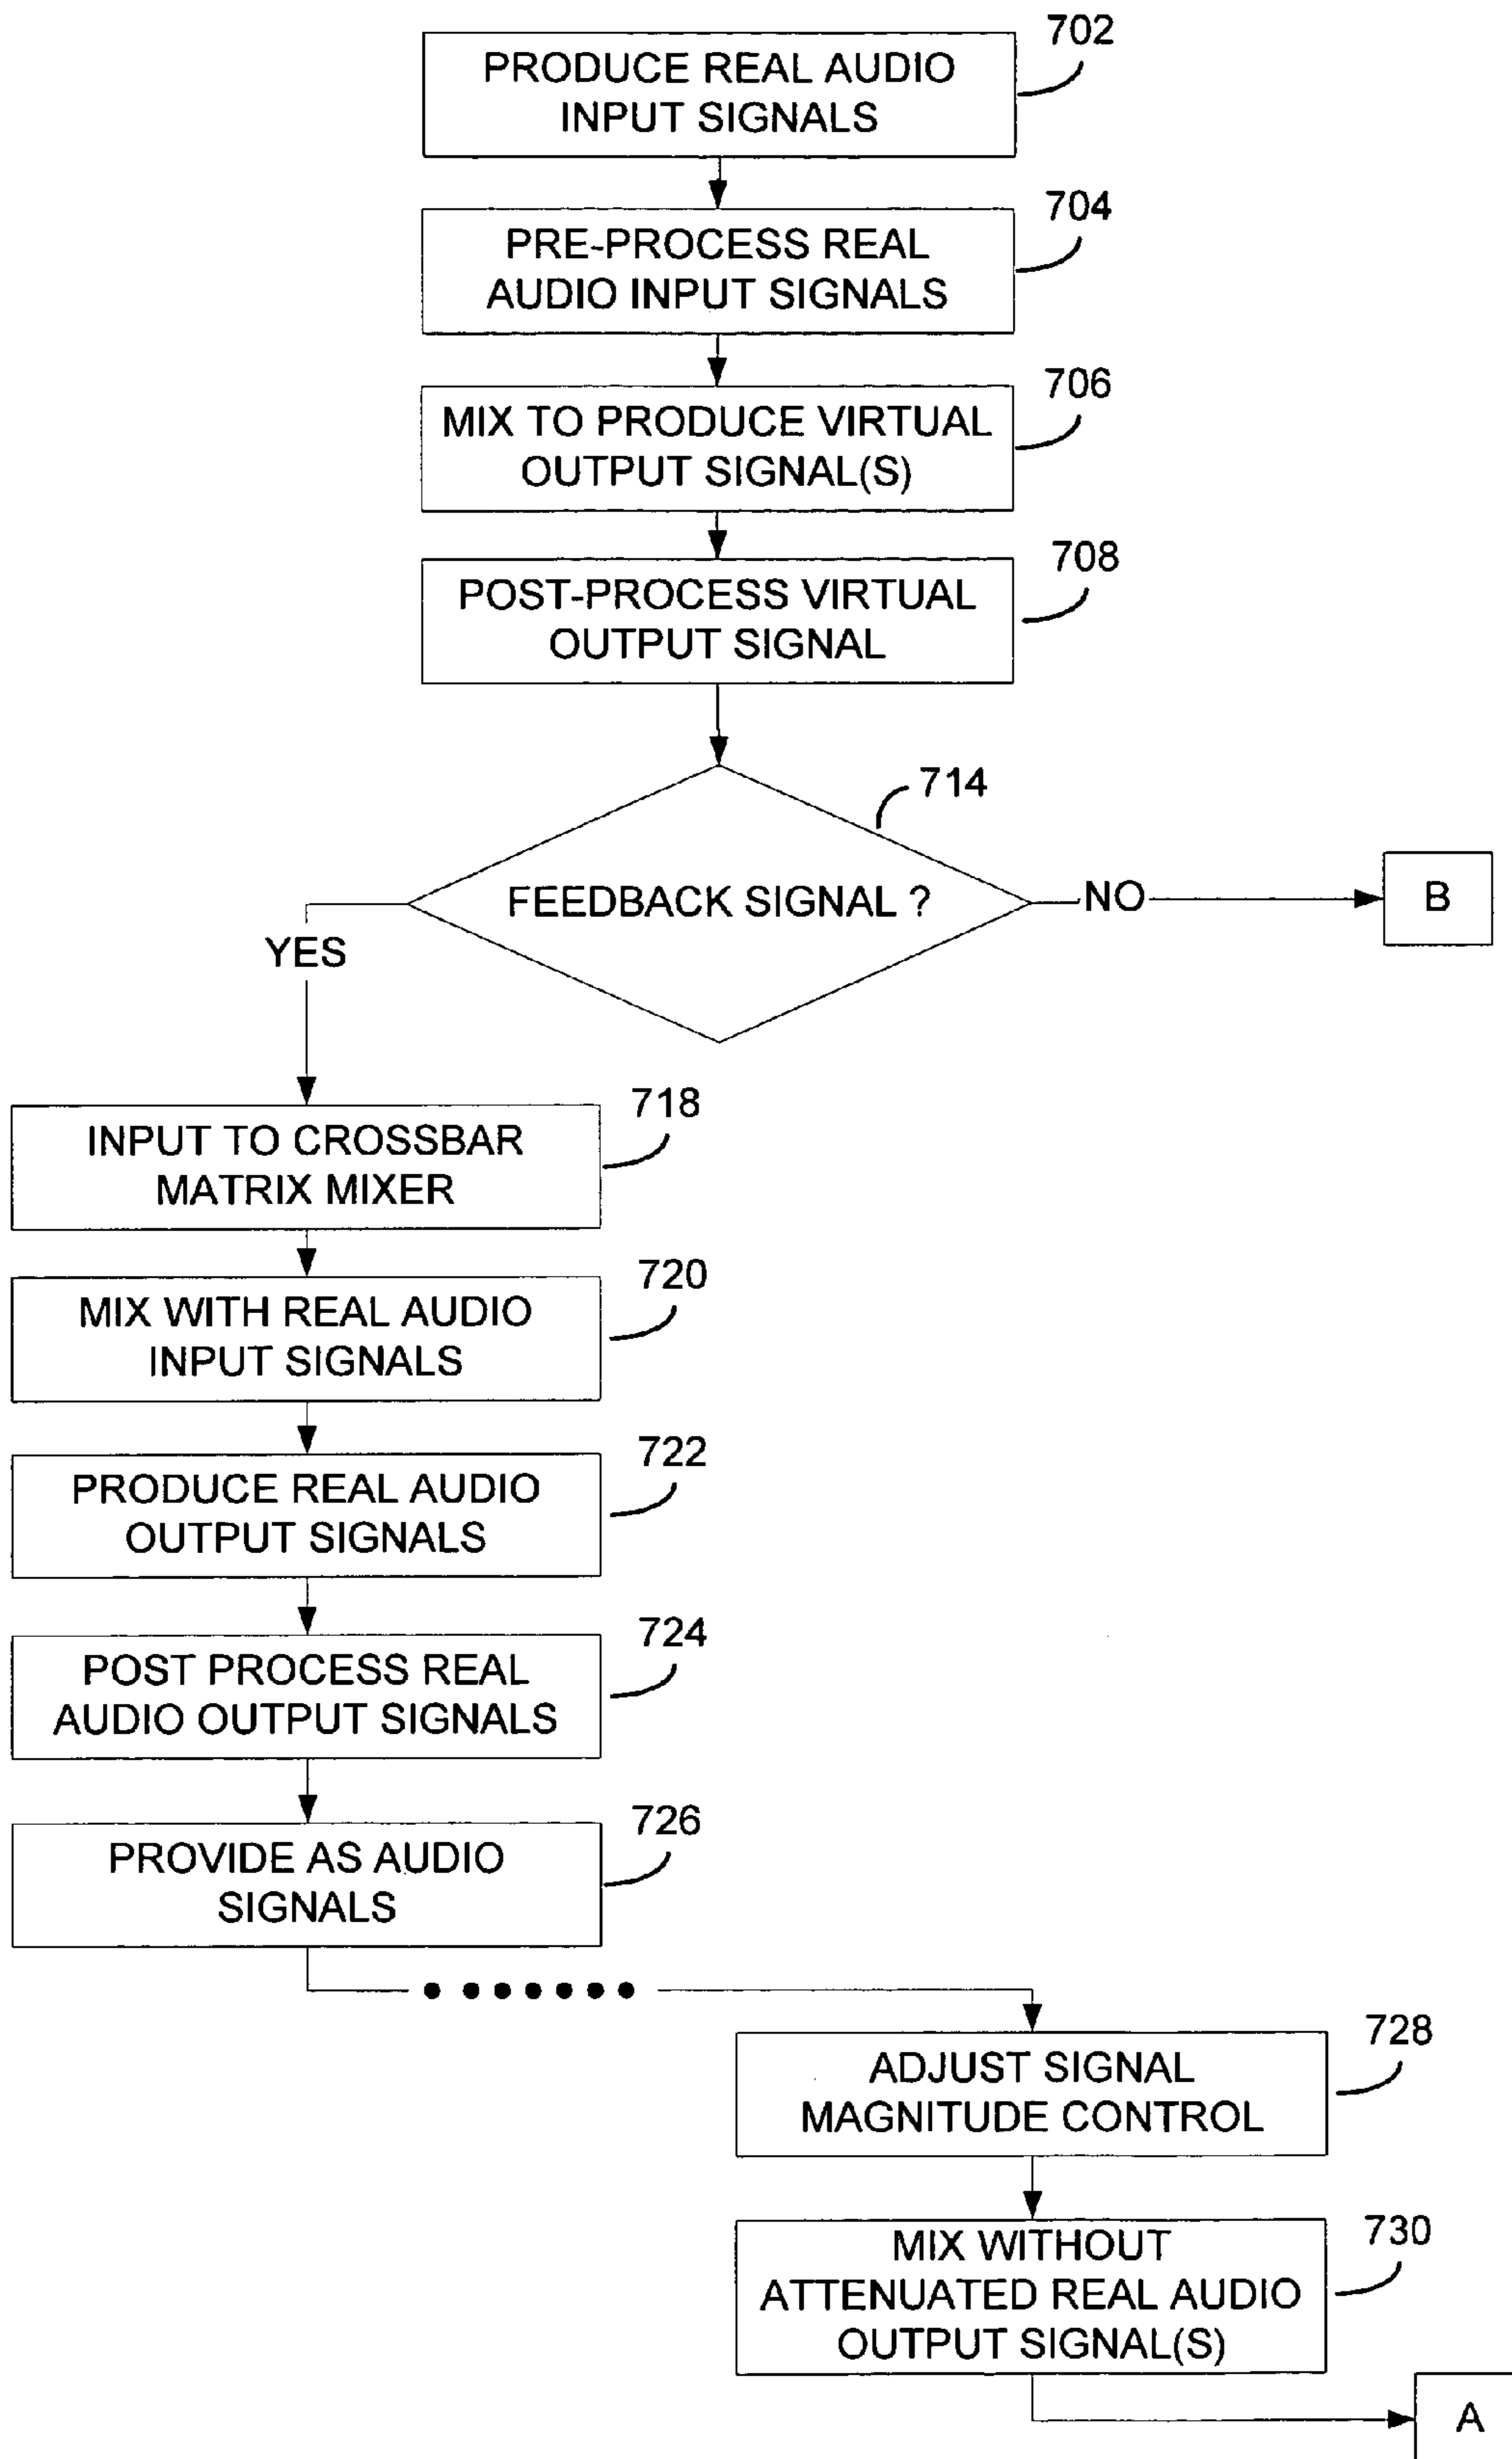 702
PRODUCE REAL AUDIO
INPUT SIGNALS
704
PRE-PROCESS REAL
AUDIO INPUT SIGNALS
706
MIX TO PRODUCE VIRTUAL
OUTPUT SIGNAL(S)
708
POST-PROCESS VIRTUAL
OUTPUT SIGNAL
714
FEEDBACK SIGNAL ?
NO
B
YES
718
INPUT TO CROSSBAR
MATRIX MIXER
720
MIX WITH REAL AUDIO
INPUT SIGNALS
722
PRODUCE REAL AUDIO
OUTPUT SIGNALS
724
POST PROCESS REAL
AUDIO OUTPUT SIGNALS
726
PROVIDE AS AUDIO
SIGNALS
728
ADJUST SIGNAL
MAGNITUDE CONTROL
730
MIX WITHOUT
ATTENUATED REAL AUDIO
OUTPUT SIGNAL(S)
A